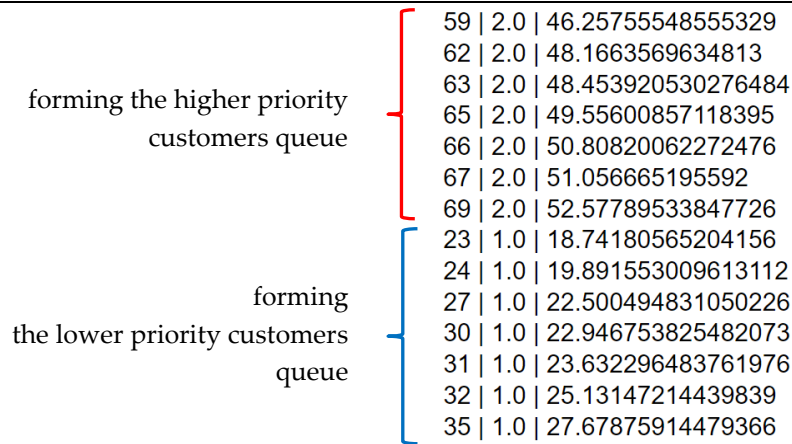 forming the higher priority
customers queue
59 | 2.0 | 46.25755548555329
62 | 2.0 | 48.1663569634813
63 | 2.0 | 48.453920530276484
65 | 2.0 | 49.55600857118395
66 | 2.0 | 50.80820062272476
67 | 2.0 | 51.056665195592
69 | 2.0 | 52.57789533847726
forming
the lower priority customers
queue
23 | 1.0 | 18.74180565204156
24 | 1.0 | 19.891553009613112
27 | 1.0 | 22.500494831050226
30 | 1.0 | 22.946753825482073
31 | 1.0 | 23.632296483761976
32 | 1.0 | 25.13147214439839
35 | 1.0 | 27.67875914479366